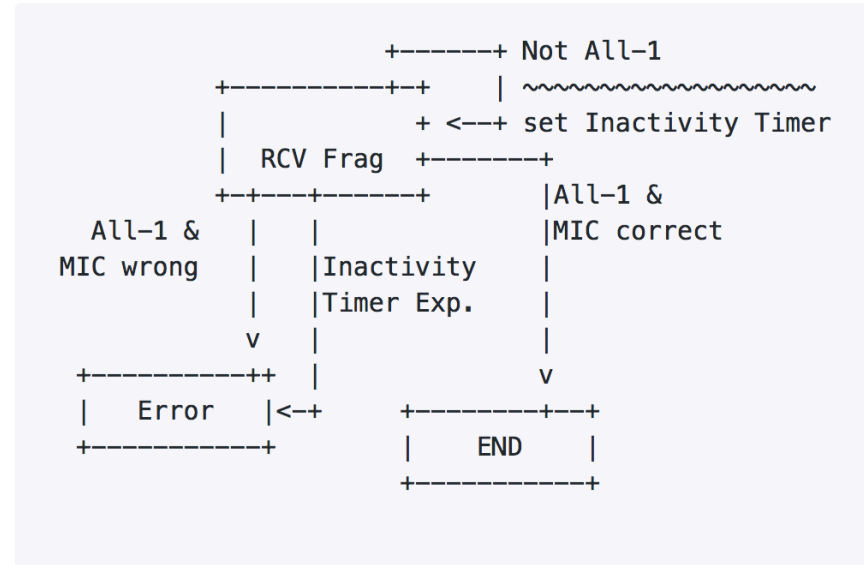 Not All-1
~~~~~~~~~~~~~~~~~~~
set Inactivity Timer
RCV Frag
All-1 &
MIC correct
All-1 &
MIC wrong
Inactivity
Timer Exp.
Error
END